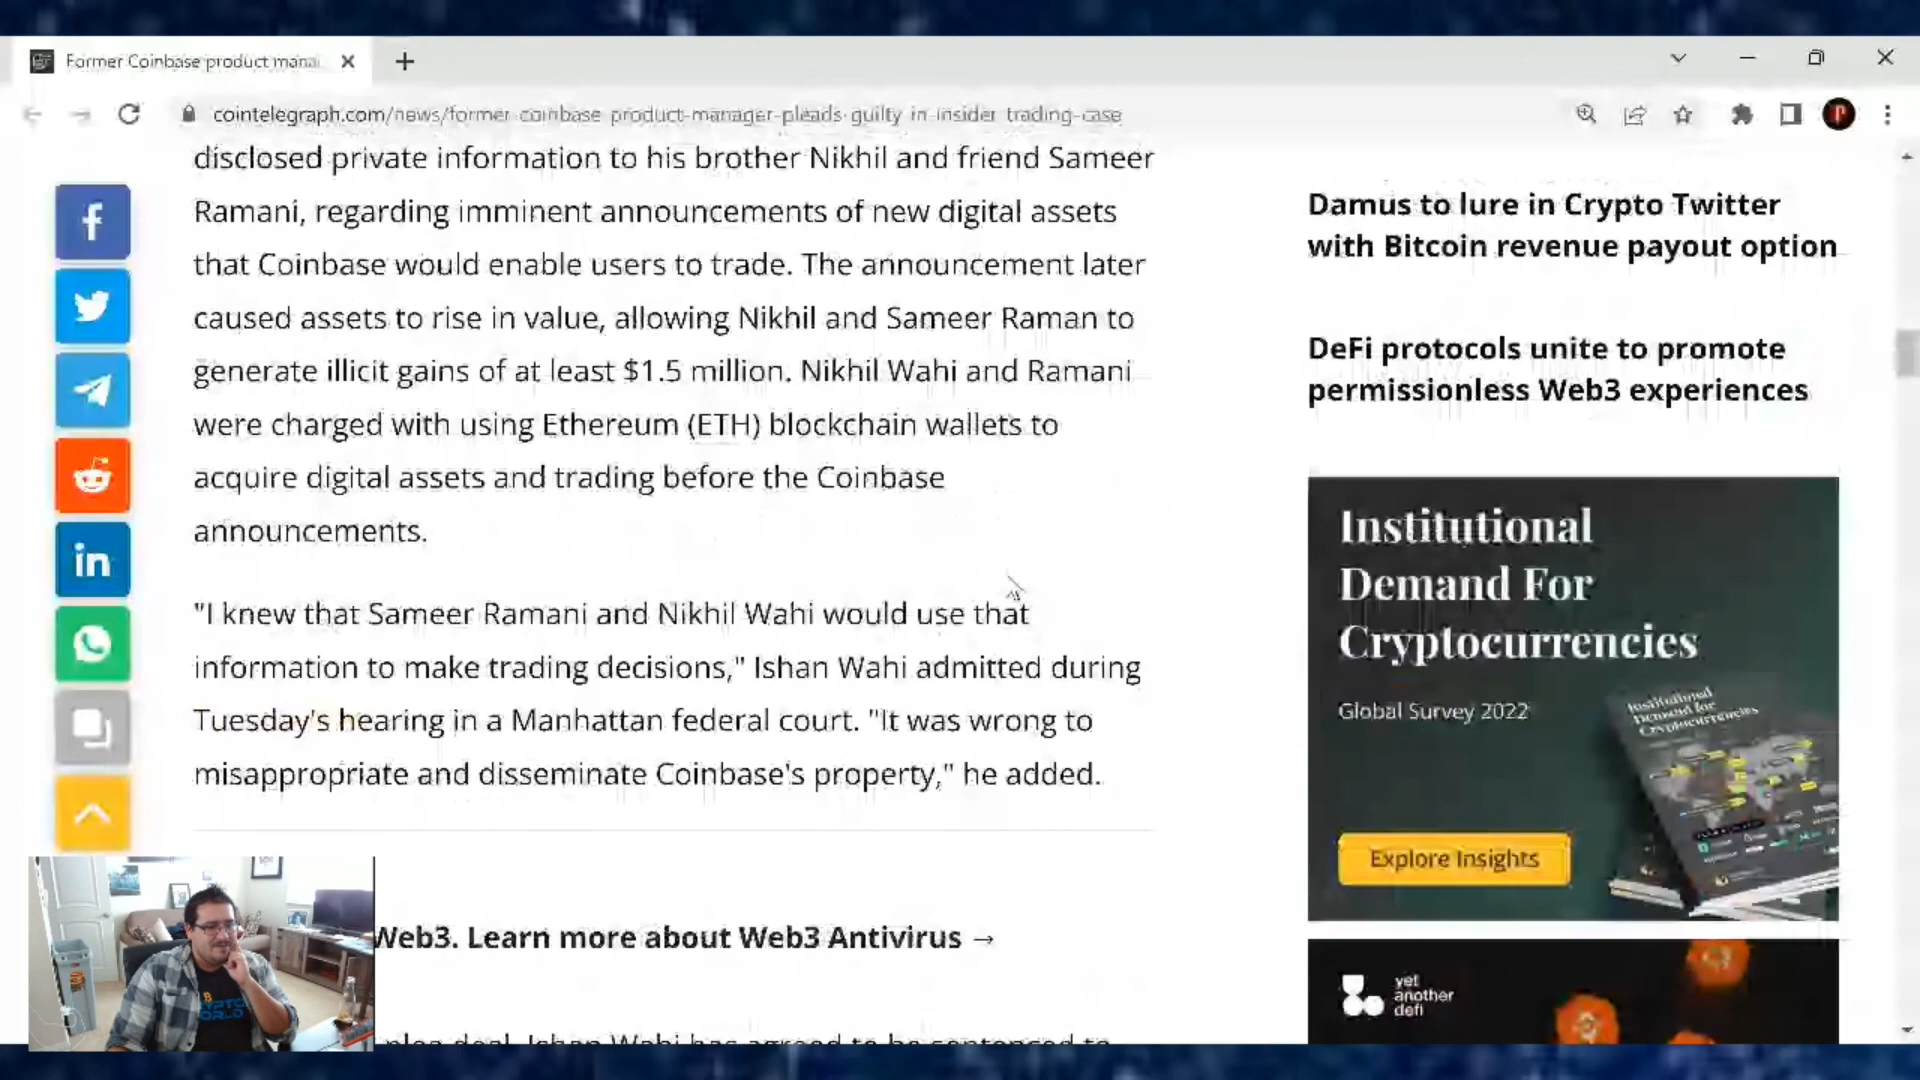 Former Coinbase product manai
cointelegraph.com/news/former-coinbase-product-manager-pleads-guilty-in-insider-trading-case
disclosed private information to his brother Nikhil and friend Sameer
Ramani, regarding imminent announcements of new digital assets
that Coinbase would enable users to trade. The announcement later
caused assets to rise in value, allowing Nikhil and Sameer Raman to
generate illicit gains of at least $1.5 million. Nikhil Wahi and Ramani
were charged with using Ethereum (ETH) blockchain wallets to
acquire digital assets and trading before the Coinbase
announcements.
"I knew that Sameer Ramani and Nikhil Wahi would use that
information to make trading decisions," Ishan Wahi admitted during
Tuesday's hearing in a Manhattan federal court. "It was wrong to
misappropriate and disseminate Coinbase's property," he added.
Web3. Learn more about Web3 Antivirus →
plea deal, Ishan Wahi has agreed to be sentenced to
Damus to lure in Crypto Twitter
with Bitcoin revenue payout option
DeFi protocols unite to promote
permissionless Web3 experiences
Institutional
Demand For
Cryptocurrencies
Global Survey 2022
Institutional
Demand for
Cryptocurrencies
Explore Insights
yet
another
defi